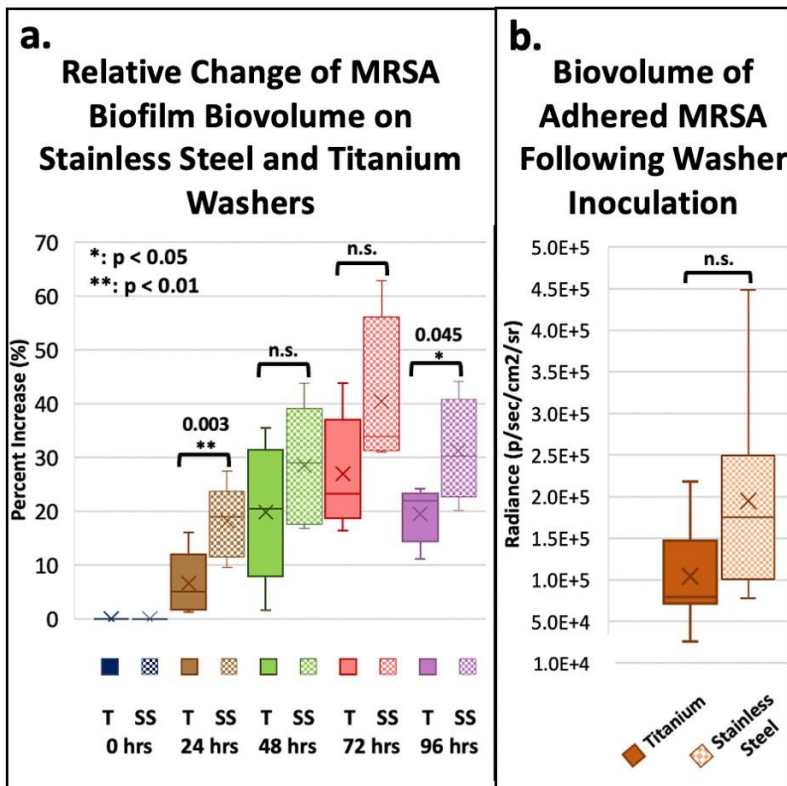 a.
Relative Change of MRSA
Biofilm Biovolume on
Stainless Steel and Titanium
Washers
Percent Increase (%)
70
60
50
40
30
20
10
0
*: p < 0.05
**: p < 0.01
0.003
**
n.s.
n.s.
0.045
*
T SS T SS T SS T SS T SS
0 hrs 24 hrs 48 hrs 72 hrs 96 hrs
b.
Biovolume of
Adhered MRSA
Following Washer
Inoculation
Radiance (p/sec/cm2/sr)
5.0E+5
4.5E+5
4.0E+5
3.5E+5
3.0E+5
2.5E+5
2.0E+5
1.5E+5
1.0E+5
5.0E+4
1.0E+4
n.s.
Titanium
Stainless
Steel